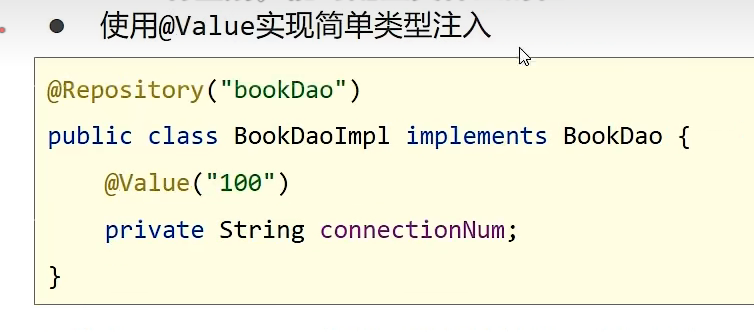 ● 使用@Value实现简单类型注入
@Repository("bookDao")
public class BookDaoImpl implements BookDao {
    @Value("100")
    private String connectionNum;
}